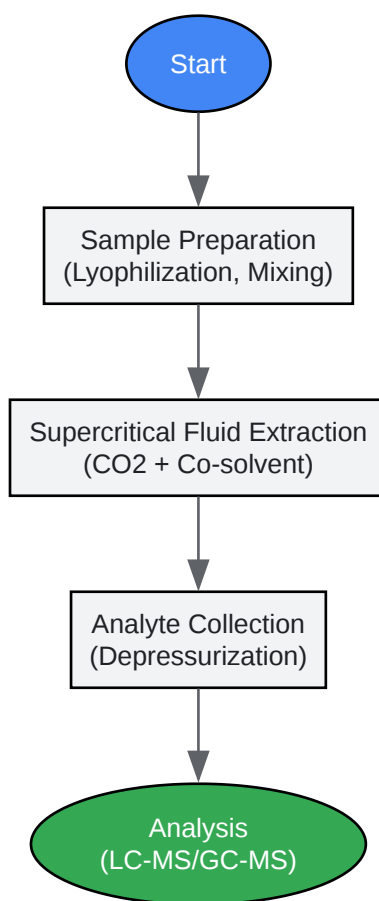 Start
Sample Preparation
(Lyophilization, Mixing)
Supercritical Fluid Extraction
(CO2 + Co-solvent)
Analyte Collection
(Depressurization)
Analysis
(LC-MS/GC-MS)